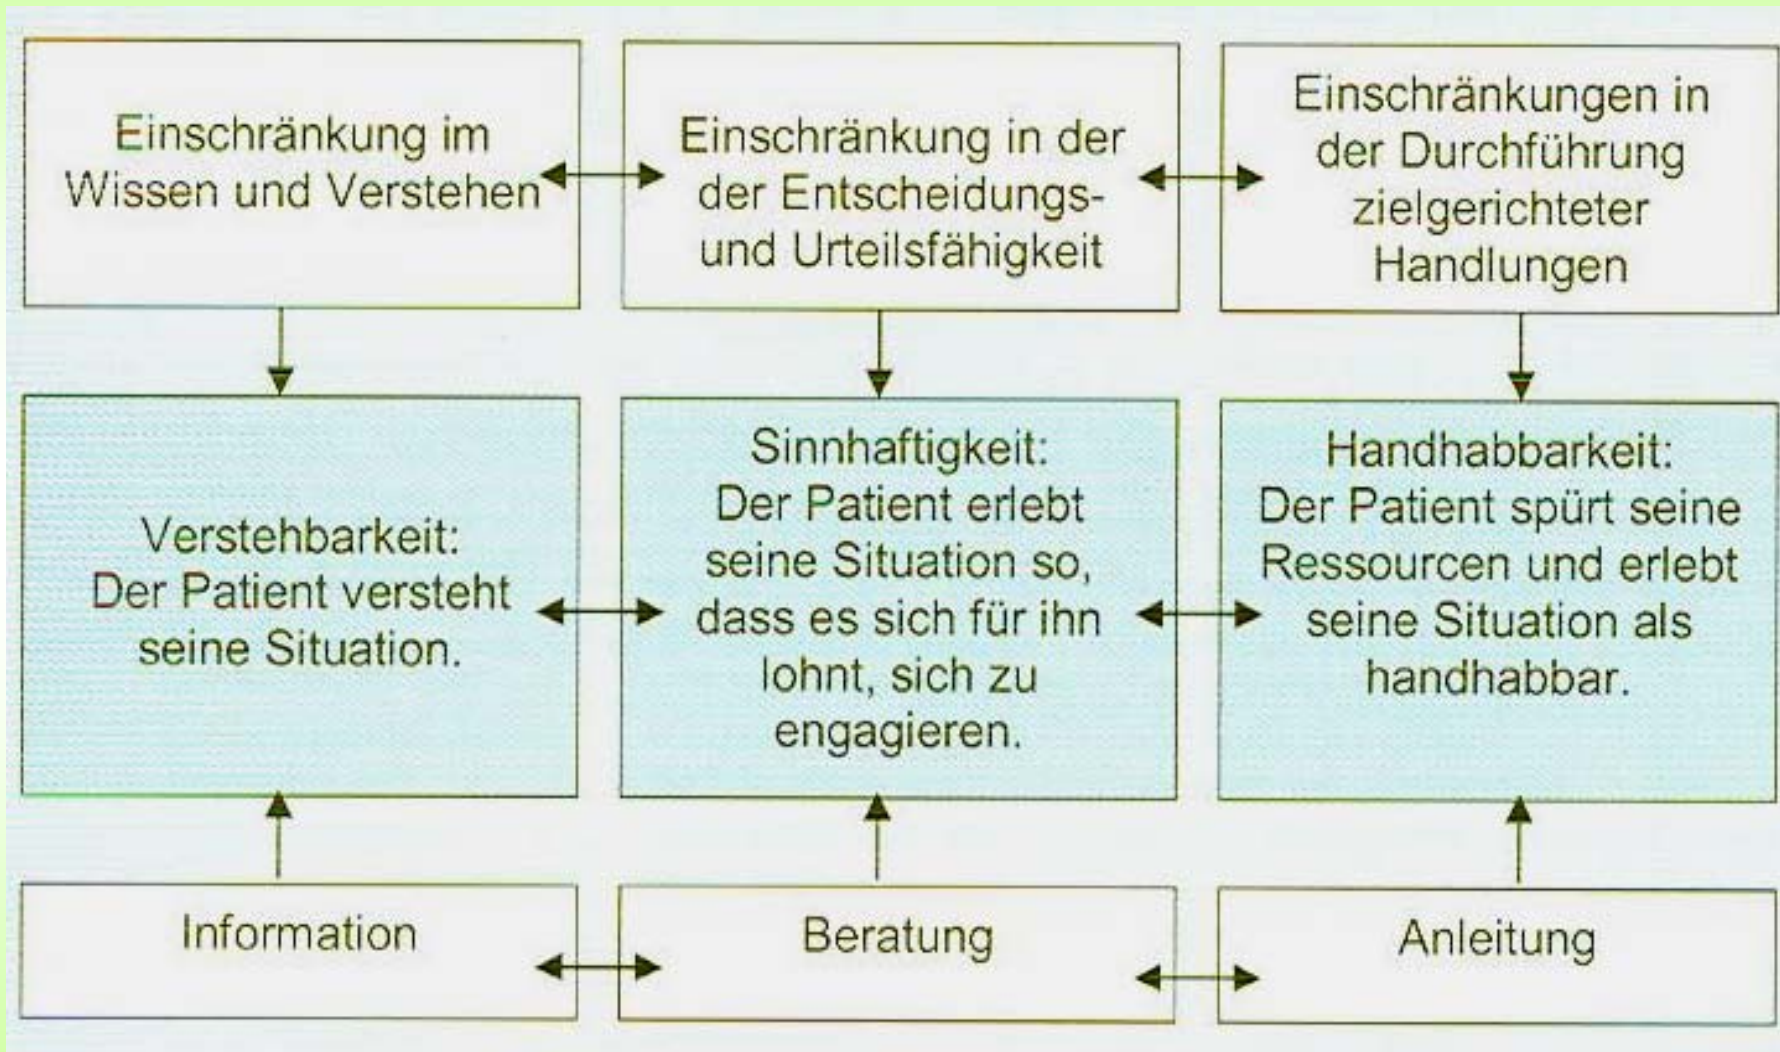 Einschränkung im
Wissen und Verstehen
Einschränkung in der
der Entscheidungs-
und Urteilsfähigkeit
Einschränkungen in
der Durchführung
zielgerichteter
Handlungen
Verstehbarkeit:
Der Patient versteht
seine Situation.
Sinnhaftigkeit:
Der Patient erlebt
seine Situation so,
dass es sich für ihn
lohnt, sich zu
engagieren.
Handhabbarkeit:
Der Patient spürt seine
Ressourcen und erlebt
seine Situation als
handhabbar.
Information
Beratung
Anleitung